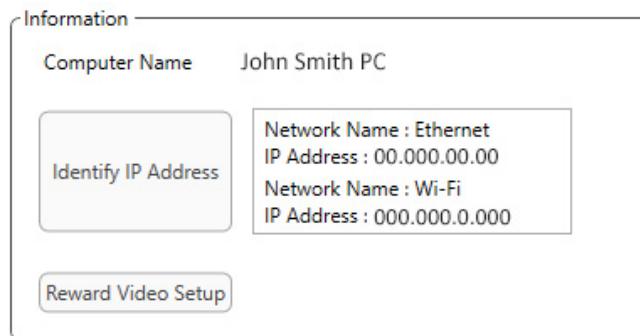 Information
Computer Name John Smith PC
Identify IP Address
Network Name : Ethernet
IP Address : 00.000.00.00
Network Name : Wi-Fi
IP Address : 000.000.0.000
Reward Video Setup